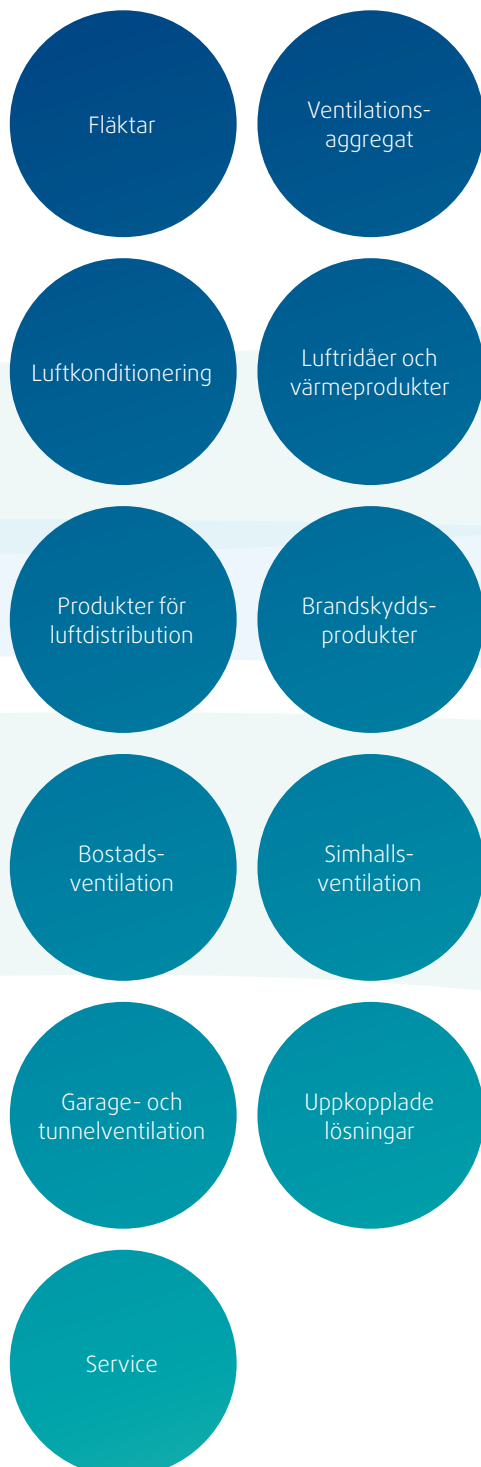 Fläktar
Ventilations-
aggregat
Luftkonditionering
Luftridåer och
värmeprodukter
Produkter för
luftdistribution
Brandskydds-
produkter
Bostads-
ventilation
Simhalls-
ventilation
Garage- och
tunnelventilation
Uppkopplade
lösningar
Service